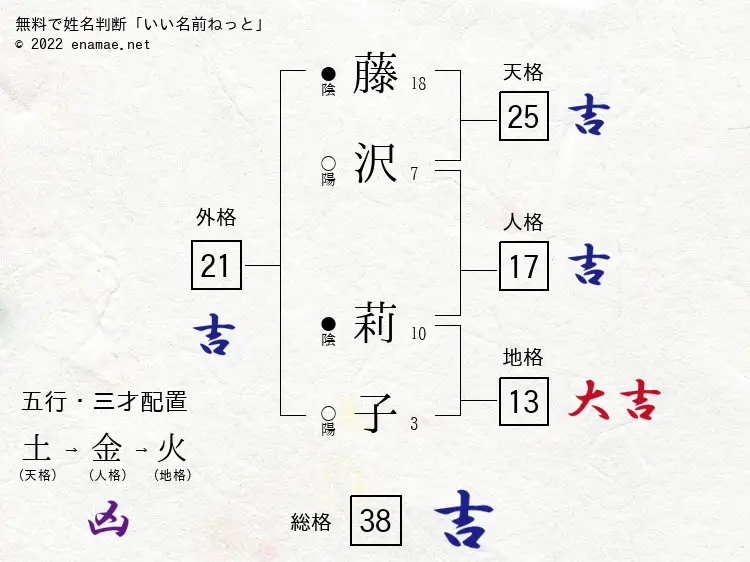 無料で姓名判断「いい名前ねっと」
© 2022 enamae.net
天格
25 吉
●陰 藤 18
○陽 沢 7
外格
21
吉
人格
17 吉
●陰 莉 10
○陽 子 3
地格
13 大吉
五行・三才配置
土→金→火
(天格) (人格) (地格)
凶
総格 38 吉